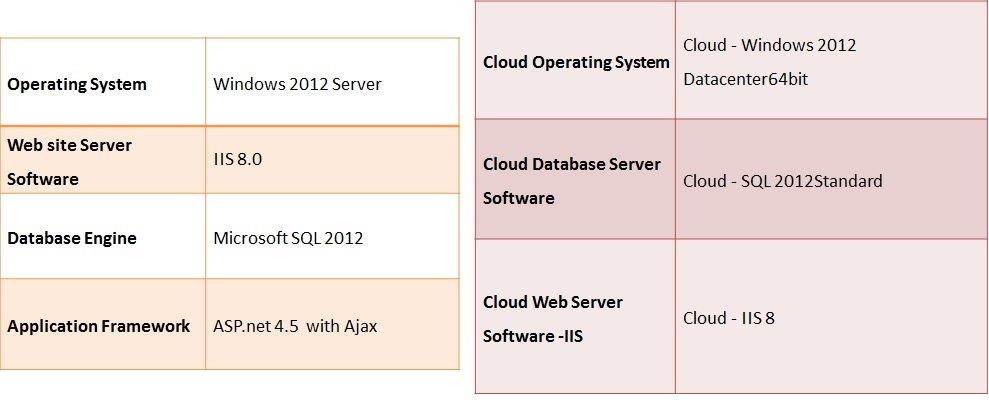 Operating System
Windows 2012 Server
Web site Server
Software
IIS 8.0
Database Engine
Microsoft SQL 2012
Application Framework
ASP.net 4.5  with Ajax
Cloud Operating System
Cloud - Windows 2012
Datacenter64bit
Cloud Database Server
Software
Cloud - SQL 2012Standard
Cloud Web Server
Software -IIS
Cloud - IIS 8